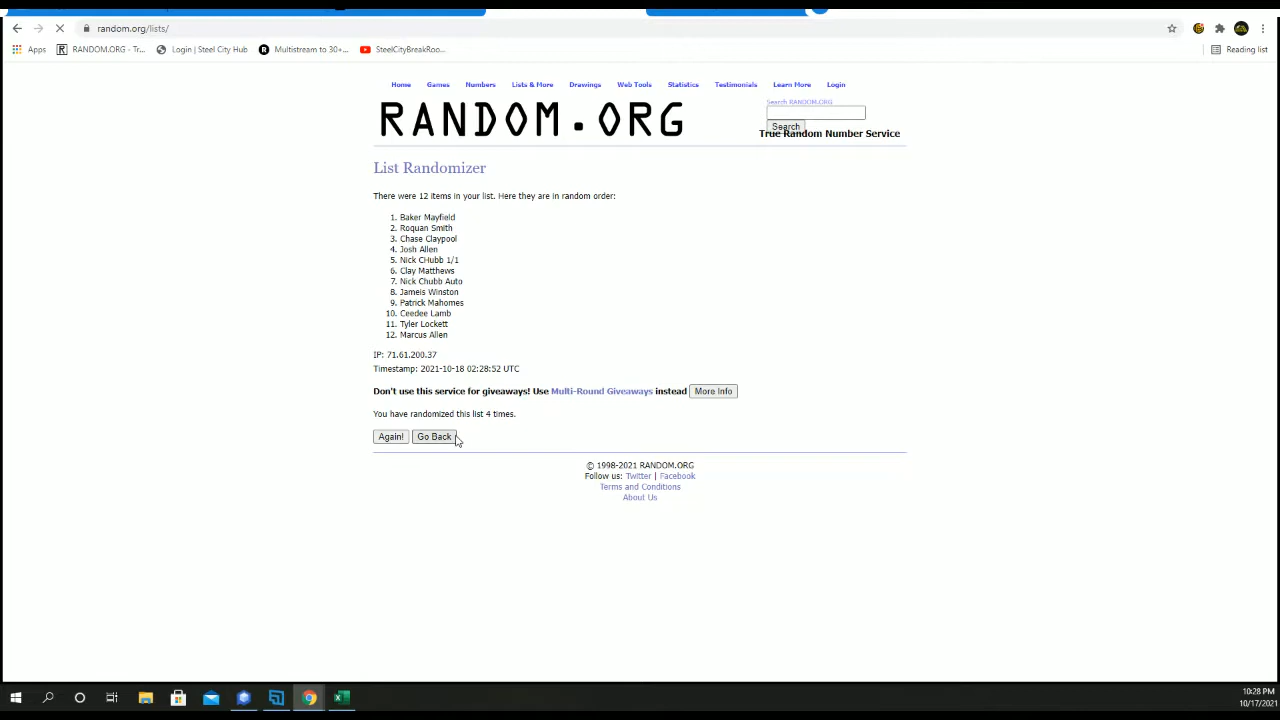 random.org/lists/
Apps RANDOM.ORG - Tr... Login | Steel City Hub Multistream to 30+... SteelCityBreakRoo... Reading list
Home Games Numbers Lists & More Drawings Web Tools Statistics Testimonials Learn More Login
Search RANDOM.ORG
RANDOM.ORG
Search
True Random Number Service
List Randomizer
There were 12 items in your list. Here they are in random order:
1. Baker Mayfield
2. Roquan Smith
3. Chase Claypool
4. Josh Allen
5. Nick CHubb 1/1
6. Clay Matthews
7. Nick Chubb Auto
8. Jameis Winston
9. Patrick Mahomes
10. Ceedee Lamb
11. Tyler Lockett
12. Marcus Allen
IP: 71.61.200.37
Timestamp: 2021-10-18 02:28:52 UTC
Don't use this service for giveaways! Use Multi-Round Giveaways instead More Info
You have randomized this list 4 times.
Again! Go Back
© 1998-2021 RANDOM.ORG
Follow us: Twitter | Facebook
Terms and Conditions
About Us
10:28 PM
10/17/2021